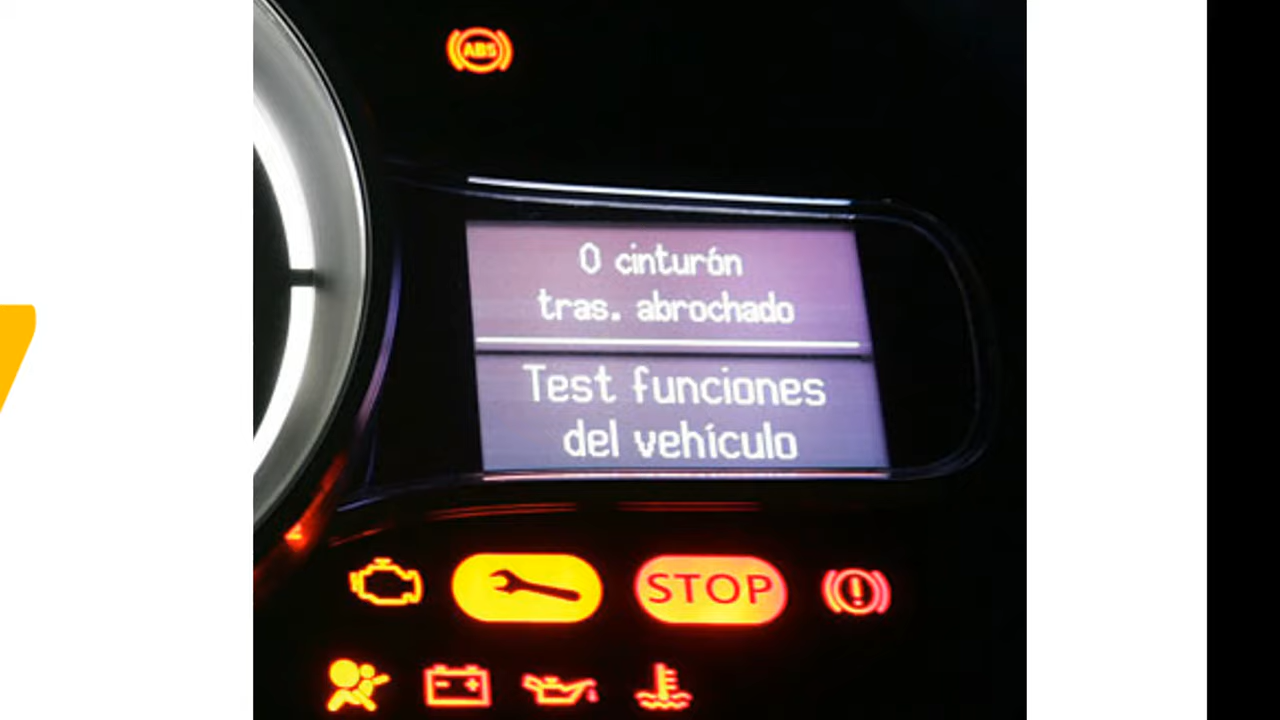 ABS
0 cinturón
tras. abrochado
Test funciones
del vehículo
STOP